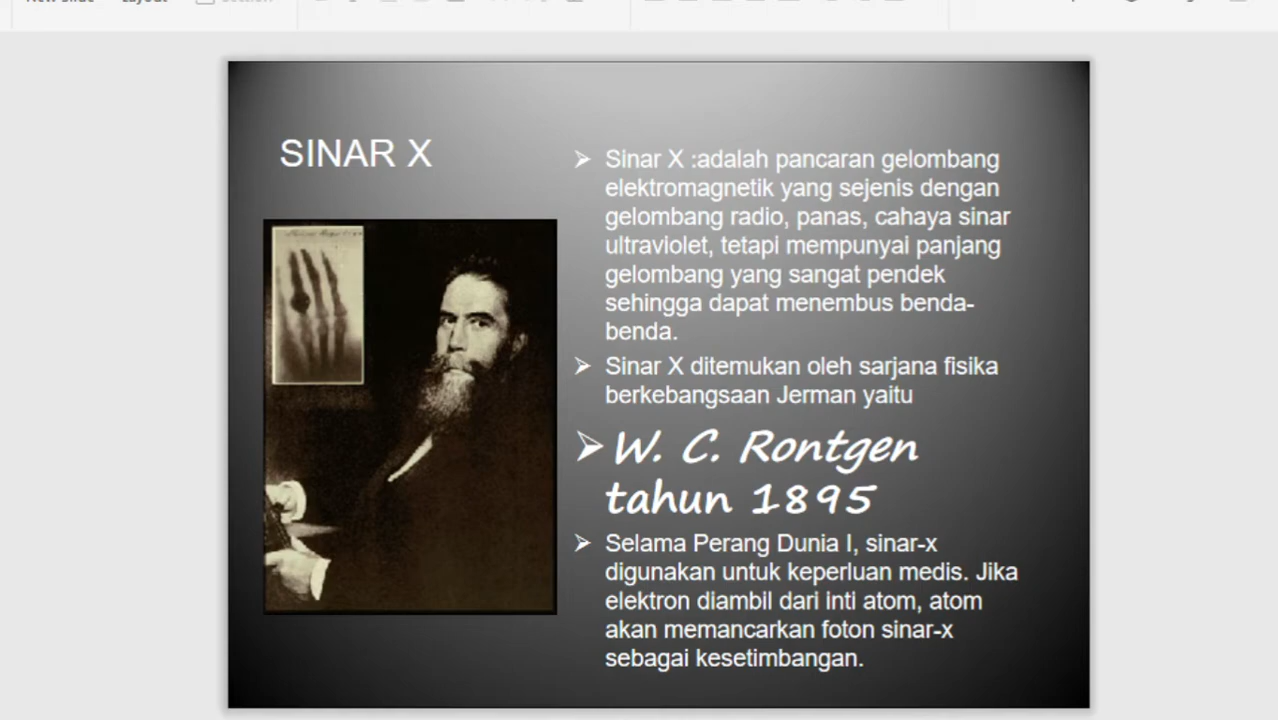 SINAR X
Sinar X :adalah pancaran gelombang
elektromagnetik yang sejenis dengan
gelombang radio, panas, cahaya sinar
ultraviolet, tetapi mempunyai panjang
gelombang yang sangat pendek
sehingga dapat menembus benda-
benda.
Sinar X ditemukan oleh sarjana fisika
berkebangsaan Jerman yaitu
W. C. Rontgen
tahun 1895
Selama Perang Dunia I, sinar-x
digunakan untuk keperluan medis. Jika
elektron diambil dari inti atom, atom
akan memancarkan foton sinar-x
sebagai kesetimbangan.